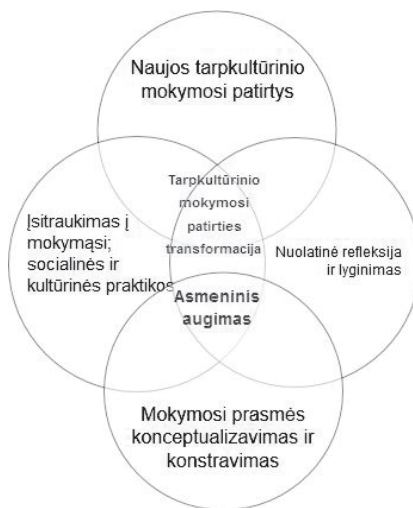 Naujos tarpkultūrinio
mokymosi patirtys
Tarpkultūrinio
mokymosi
patirties
transformacija
Įsitraukimas į
mokymąsi;
socialinės ir
kultūrinės praktikos
Nuolatinė refleksija
ir lyginimas
Asmeninis
augimas
Mokymosi prasmės
konceptualizavimas ir
konstravimas